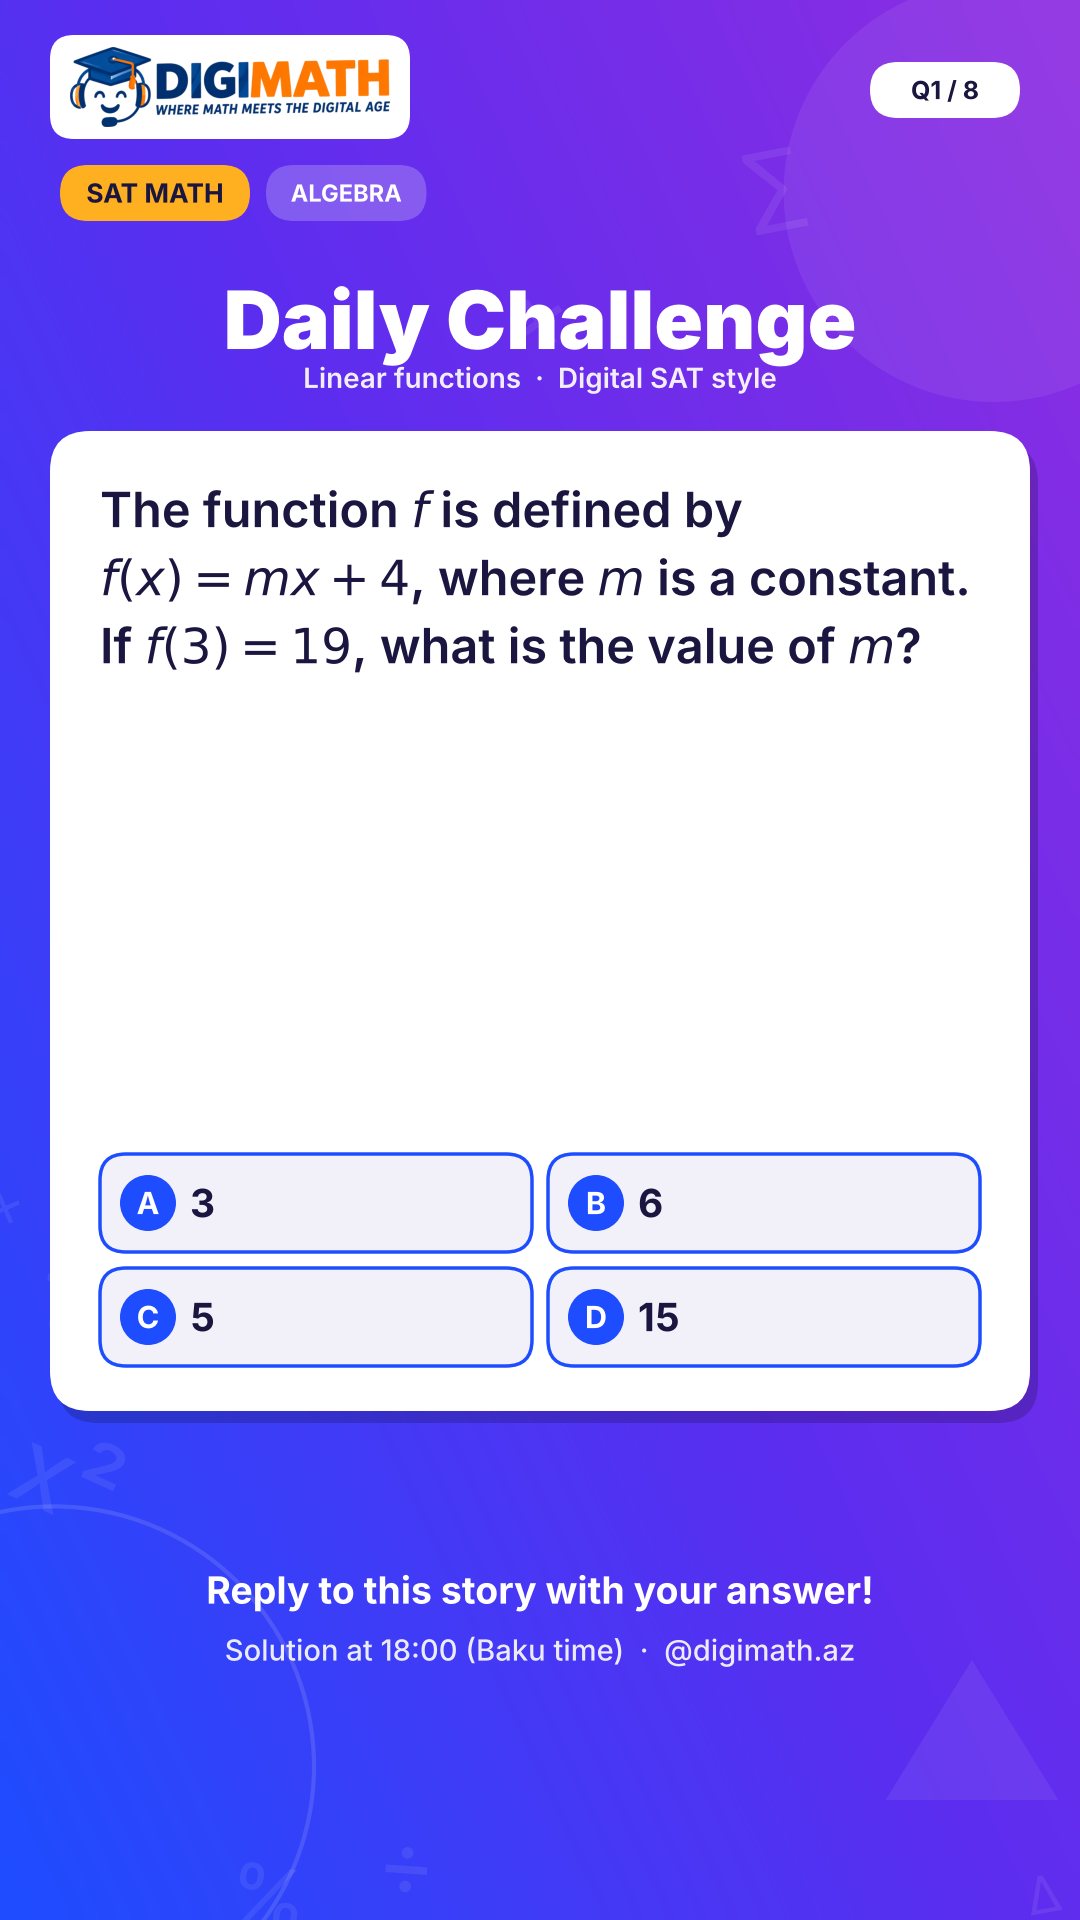 DIGIMATH
WHERE MATH MEETS THE DIGITAL AGE
Q1 / 8
SAT MATH
ALGEBRA
Σ
Daily Challenge
Linear functions · Digital SAT style
The function f is defined by
f(x) = mx + 4, where m is a constant.
If f(3) = 19, what is the value of m?
A 3
B 6
C 5
D 15
x²
Reply to this story with your answer!
Solution at 18:00 (Baku time) · @digimath.az
÷
%
Δ